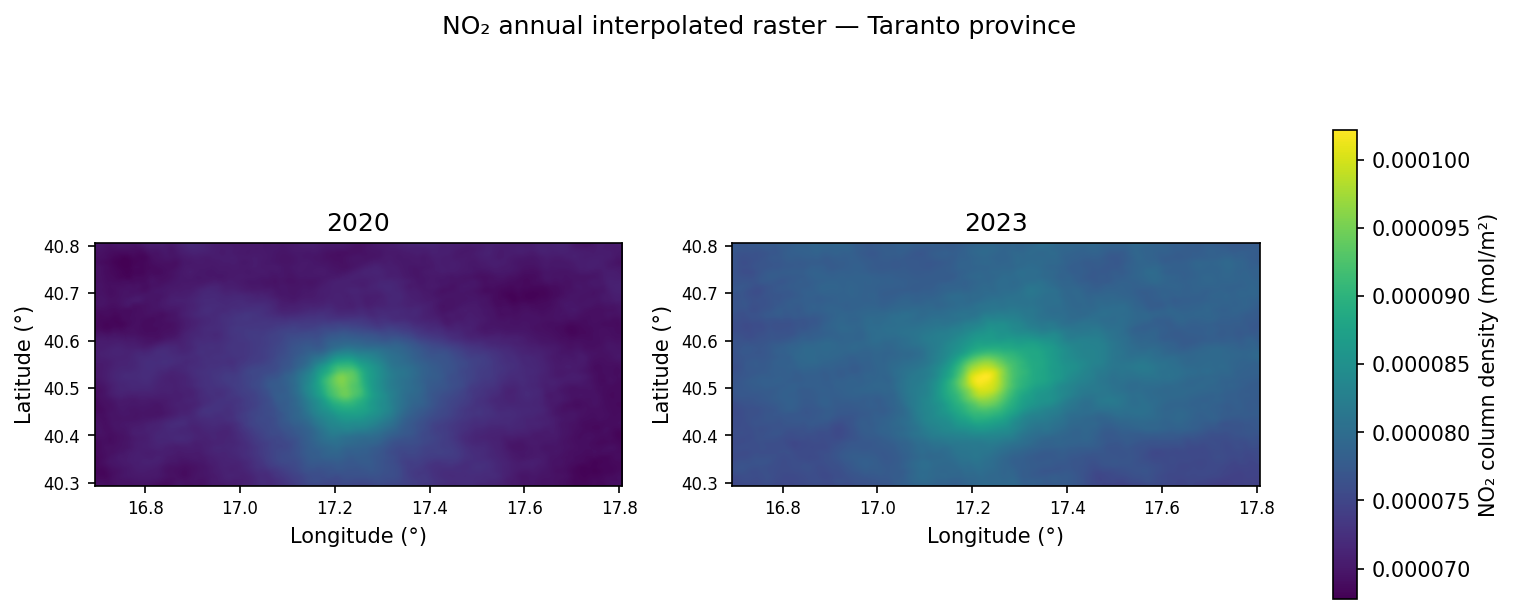 NO₂ annual interpolated raster — Taranto province
2020
40.8
40.7
40.6
40.5
40.4
40.3
Latitude (°)
16.8 17.0 17.2 17.4 17.6 17.8
Longitude (°)
2023
40.8
40.7
40.6
40.5
40.4
40.3
Latitude (°)
16.8 17.0 17.2 17.4 17.6 17.8
Longitude (°)
0.000100
0.000095
0.000090
0.000085
0.000080
0.000075
0.000070
NO₂ column density (mol/m²)